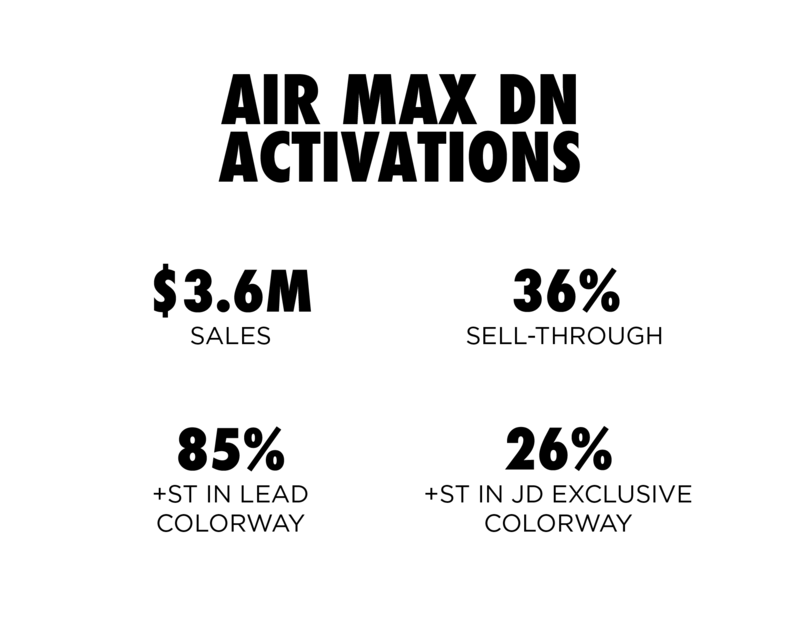 AIR MAX DN
ACTIVATIONS
$3.6M
SALES
36%
SELL-THROUGH
85%
+ST IN LEAD
COLORWAY
26%
+ST IN JD EXCLUSIVE
COLORWAY